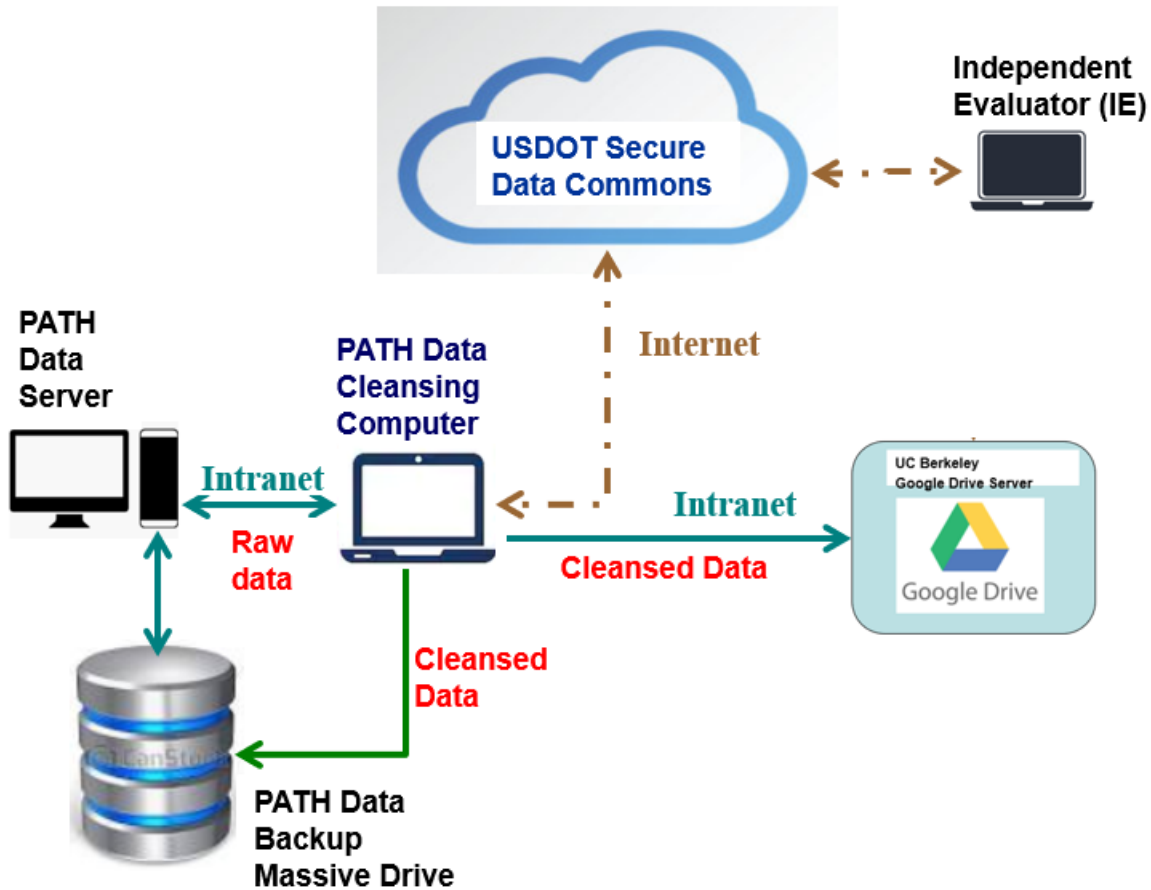 USDOT Secure
Data Commons
Independent
Evaluator (IE)
PATH
Data
Server
PATH Data
Cleansing
Computer
Internet
Intranet
Raw
data
Intranet
Cleansed Data
UC Berkeley
Google Drive Server
Google Drive
Cleansed
Data
PATH Data
Backup
Massive Drive